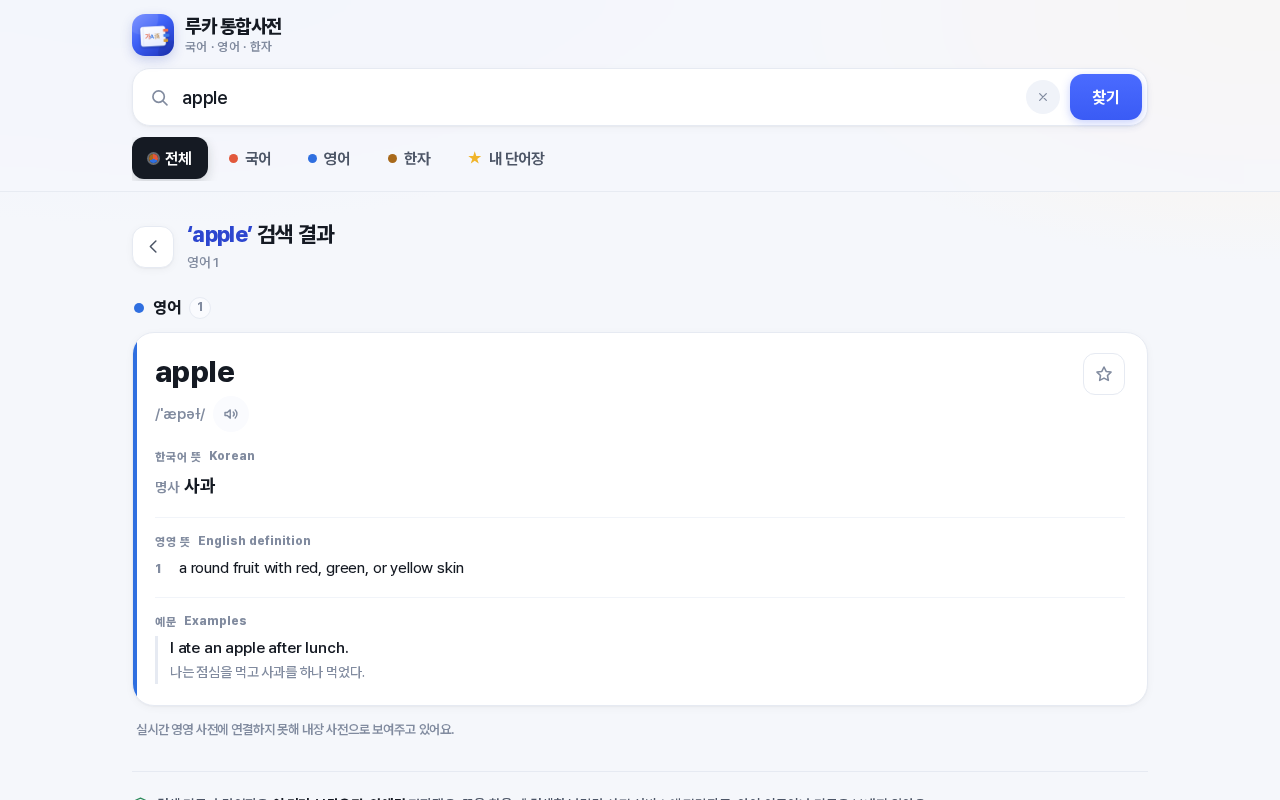 루카 통합사전
국어 · 영어 · 한자
apple
찾기
전체
국어
영어
한자
내 단어장
‘apple’ 검색 결과
영어 1
영어 1
apple
/ˈæpəɫ/
한국어 뜻 Korean
명사 사과
영영 뜻 English definition
1 a round fruit with red, green, or yellow skin
예문 Examples
I ate an apple after lunch.
나는 점심을 먹고 사과를 하나 먹었다.
실시간 영영 사전에 연결하지 못해 내장 사전으로 보여주고 있어요.